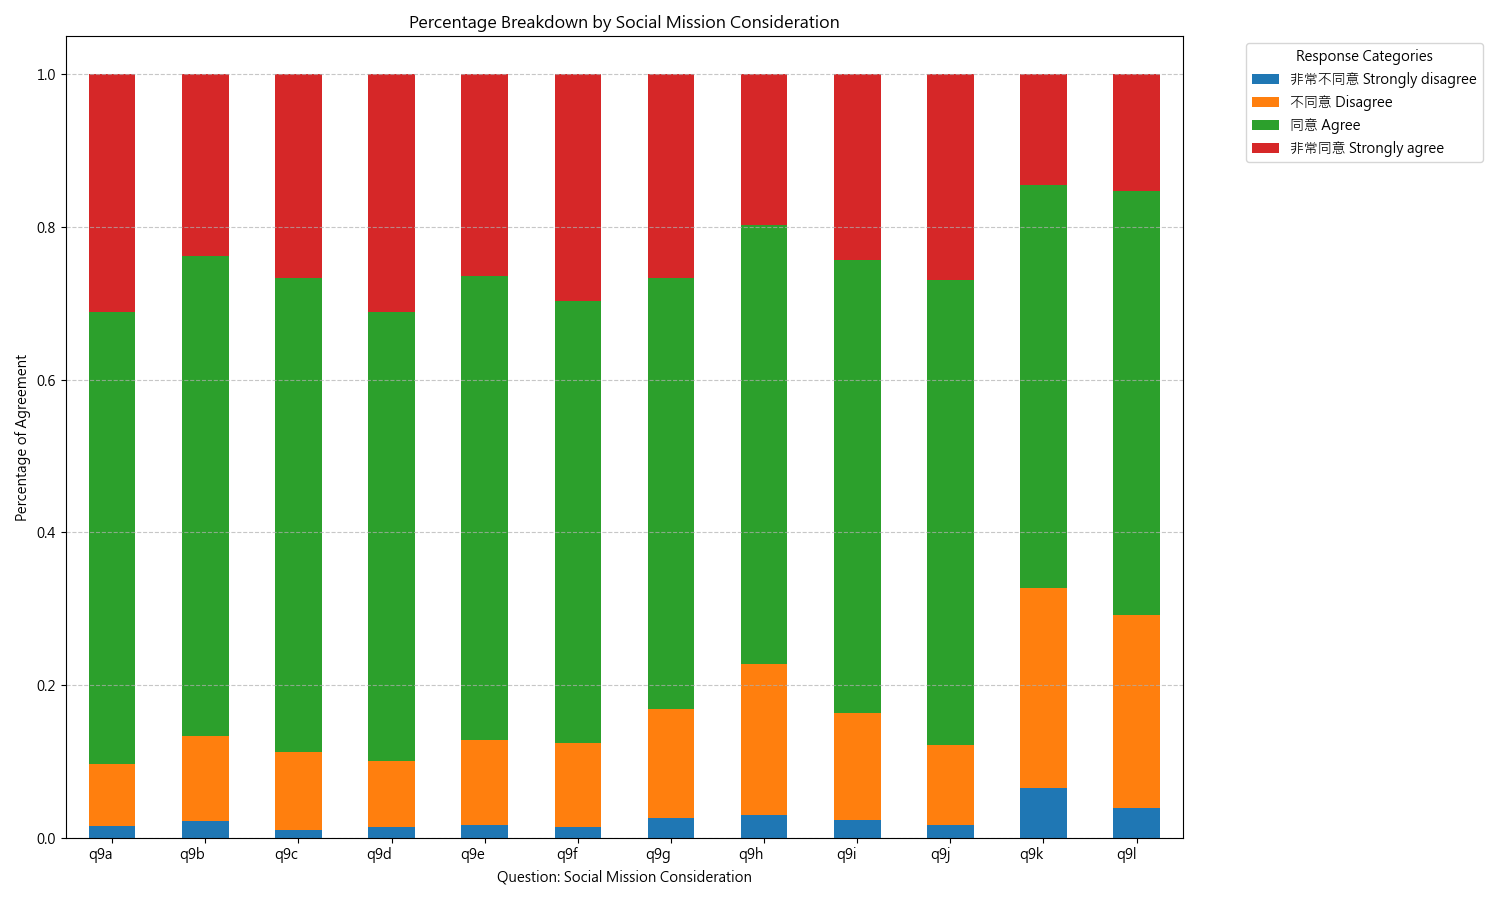 Percentage Breakdown by Social Mission Consideration
Response Categories
非常不同意 Strongly disagree
不同意 Disagree
同意 Agree
非常同意 Strongly agree
Percentage of Agreement
1.0
0.8
0.6
0.4
0.2
0.0
q9a q9b q9c q9d q9e q9f q9g q9h q9i q9j q9k q9l
Question: Social Mission Consideration